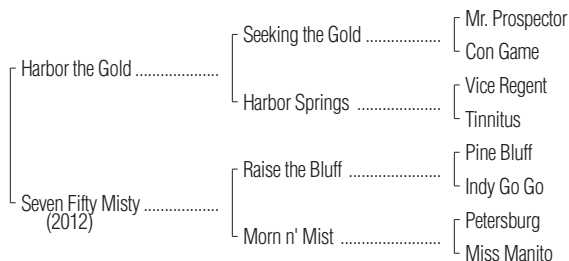 Mr. Prospector
Seeking the Gold ..................
Con Game
Harbor the Gold ....................
Vice Regent
Harbor Springs ....................
Tinnitus
Pine Bluff
Raise the Bluff ......................
Indy Go Go
Seven Fifty Misty ..................
(2012)
Petersburg
Morn n' Mist ........................
Miss Manito